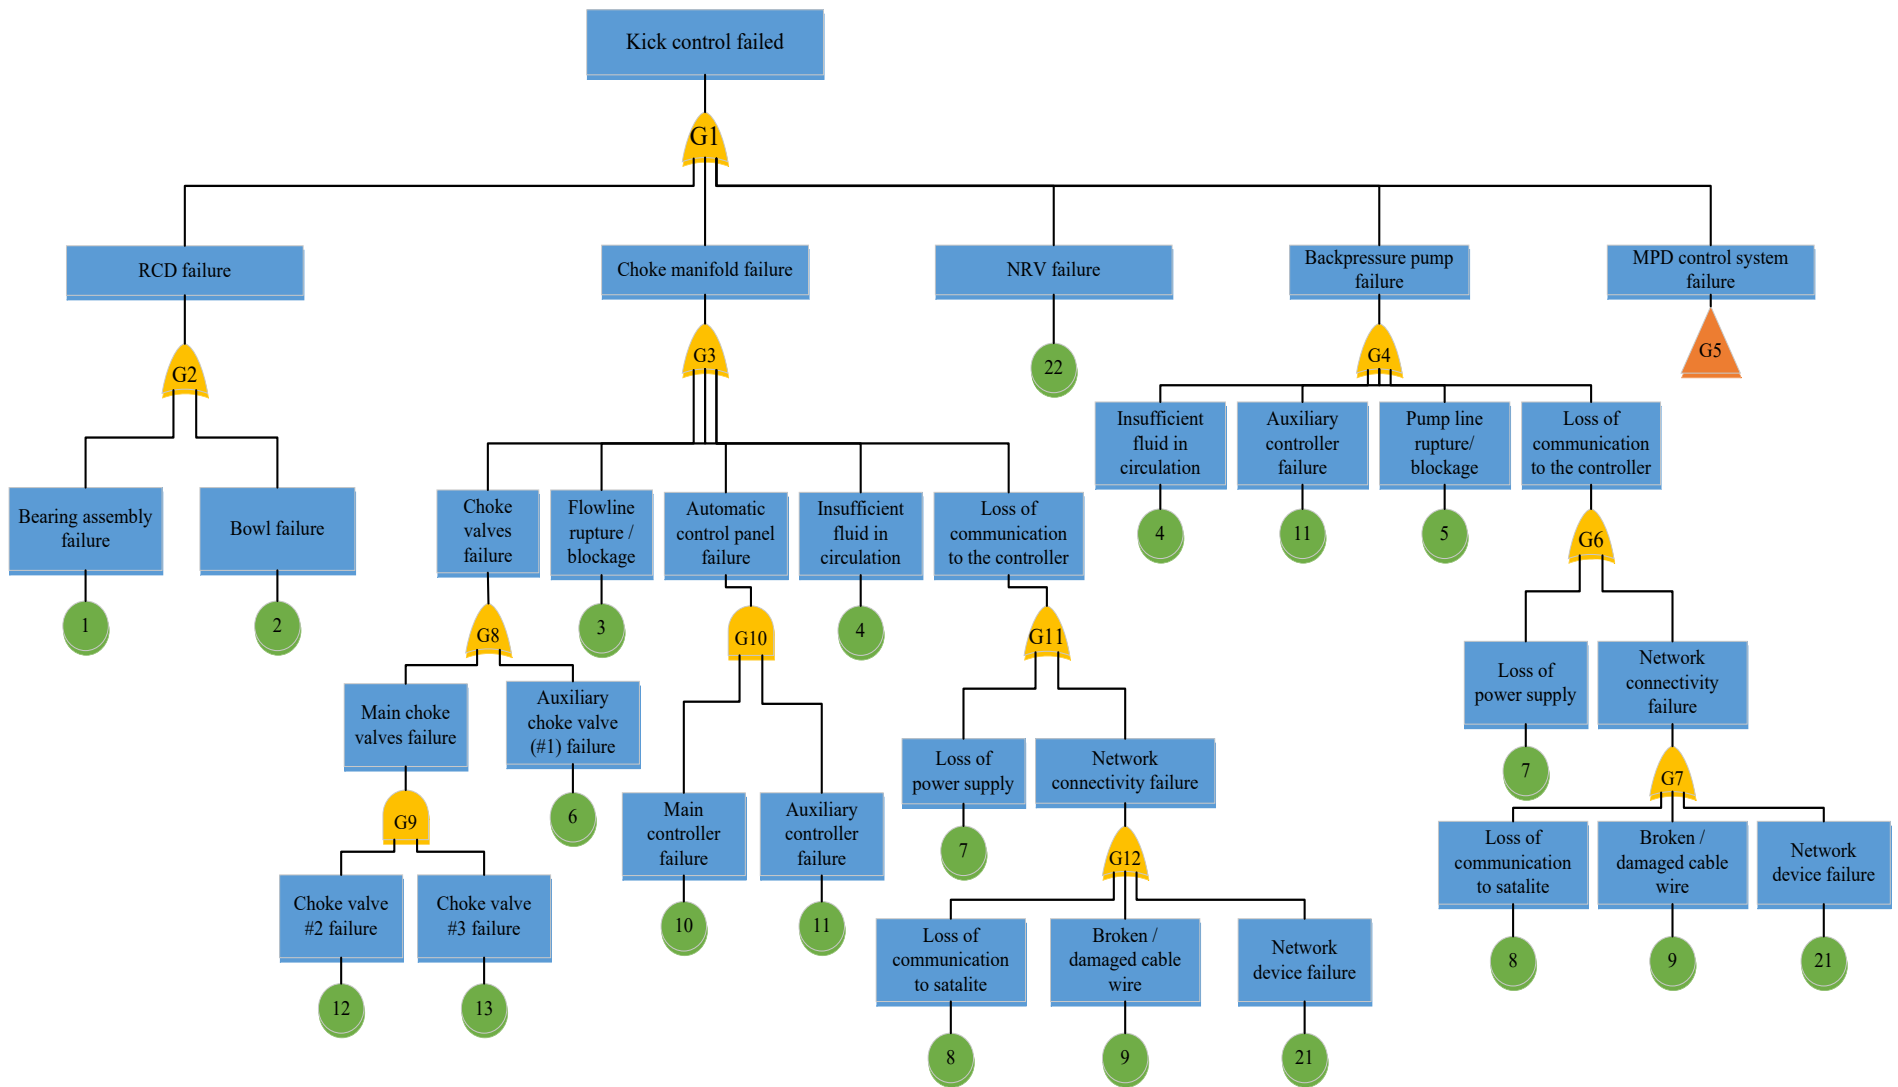 Kick control failed
G1
RCD failure
Choke manifold failure
NRV failure
Backpressure pump
failure
MPD control system
failure
G2
G3
22
G4
G5
Bearing assembly
failure
Bowl failure
1
2
Choke
valves
failure
Flowline
rupture /
blockage
Automatic
control panel
failure
Insufficient
fluid in
circulation
Loss of
communication
to the controller
Insufficient
fluid in
circulation
Auxiliary
controller
failure
Pump line
rupture/
blockage
Loss of
communication
to the controller
4
11
5
G6
G8
3
G10
4
G11
Main choke
valves failure
Auxiliary
choke valve
(#1) failure
G9
6
Choke valve
#2 failure
Choke valve
#3 failure
12
13
Main
controller
failure
Auxiliary
controller
failure
10
11
Loss of
power supply
Network
connectivity failure
7
G12
Loss of
communication
to satalite
Broken /
damaged cable
wire
Network
device failure
8
9
21
Loss of
power supply
Network
connectivity
failure
7
G7
Loss of
communication
to satalite
Broken /
damaged cable
wire
Network
device failure
8
9
21